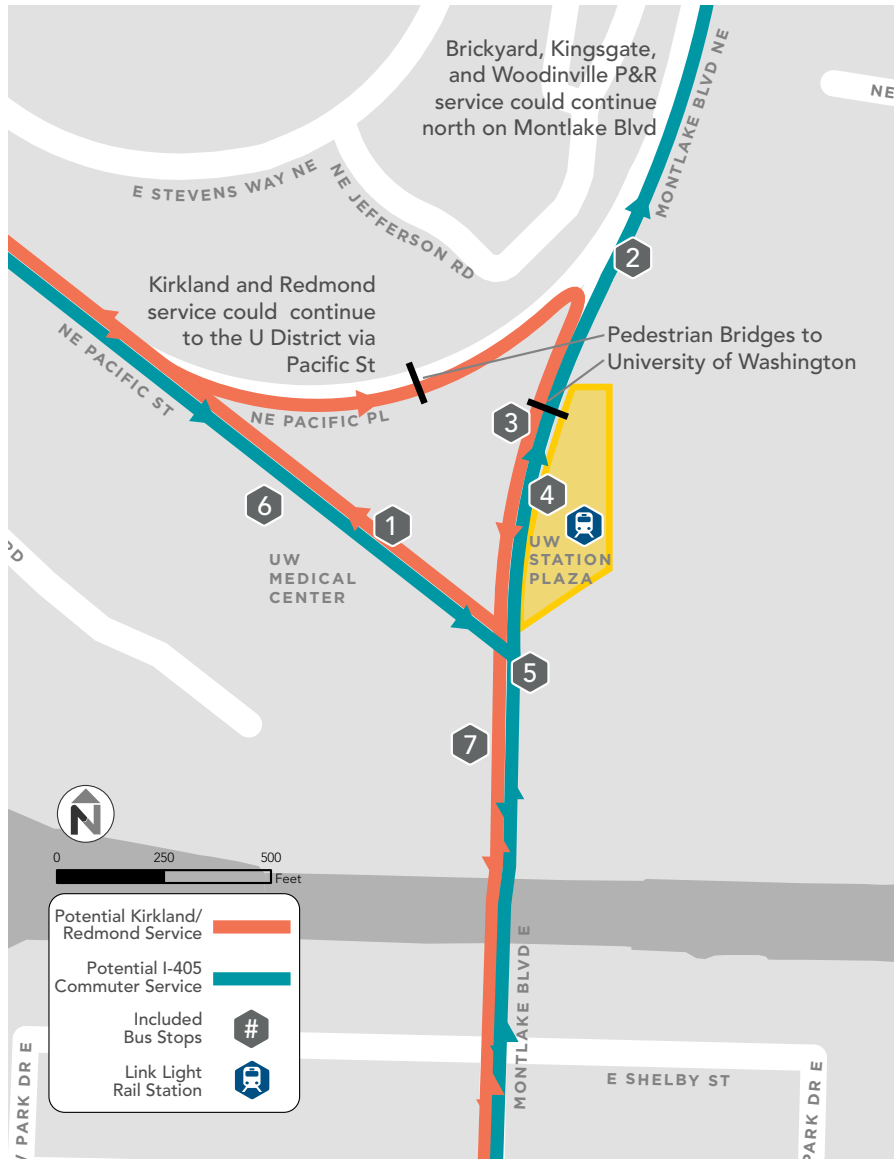 Brickyard, Kingsgate,
and Woodinville P&R
service could continue
north on Montlake Blvd
MONTLAKE BLVD NE
NE
E STEVENS WAY NE
NE JEFFERSON RD
2
Kirkland and Redmond
service could continue
to the U District via
Pacific St
NE PACIFIC ST
Pedestrian Bridges to
University of Washington
NE PACIFIC PL
3
4
6
1
RD
UW
MEDICAL
CENTER
UW
STATION
PLAZA
5
7
N
0 250 500
Feet
Potential Kirkland/
Redmond Service
Potential I-405
Commuter Service
Included
Bus Stops
#
Link Light
Rail Station
MONTLAKE BLVD E
E SHELBY ST
PARK DR E
PARK DR E